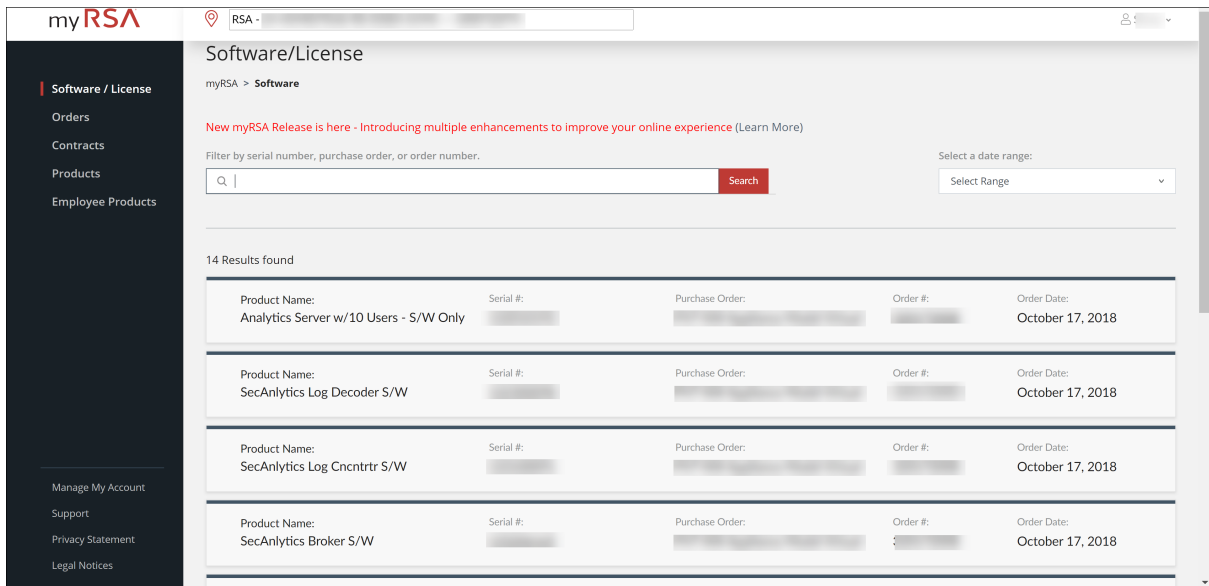 myRSA
RSA -
Software/License
myRSA > Software
Software / License
Orders
Contracts
Products
Employee Products
New myRSA Release is here - Introducing multiple enhancements to improve your online experience (Learn More)
Filter by serial number, purchase order, or order number.
Search
Select a date range:
Select Range
14 Results found
Product Name: Serial #: Purchase Order: Order #: Order Date:
Analytics Server w/10 Users - S/W Only October 17, 2018
Product Name: Serial #: Purchase Order: Order #: Order Date:
SecAnlytics Log Decoder S/W October 17, 2018
Product Name: Serial #: Purchase Order: Order #: Order Date:
SecAnlytics Log Cncntrtr S/W October 17, 2018
Product Name: Serial #: Purchase Order: Order #: Order Date:
SecAnlytics Broker S/W October 17, 2018
Manage My Account
Support
Privacy Statement
Legal Notices